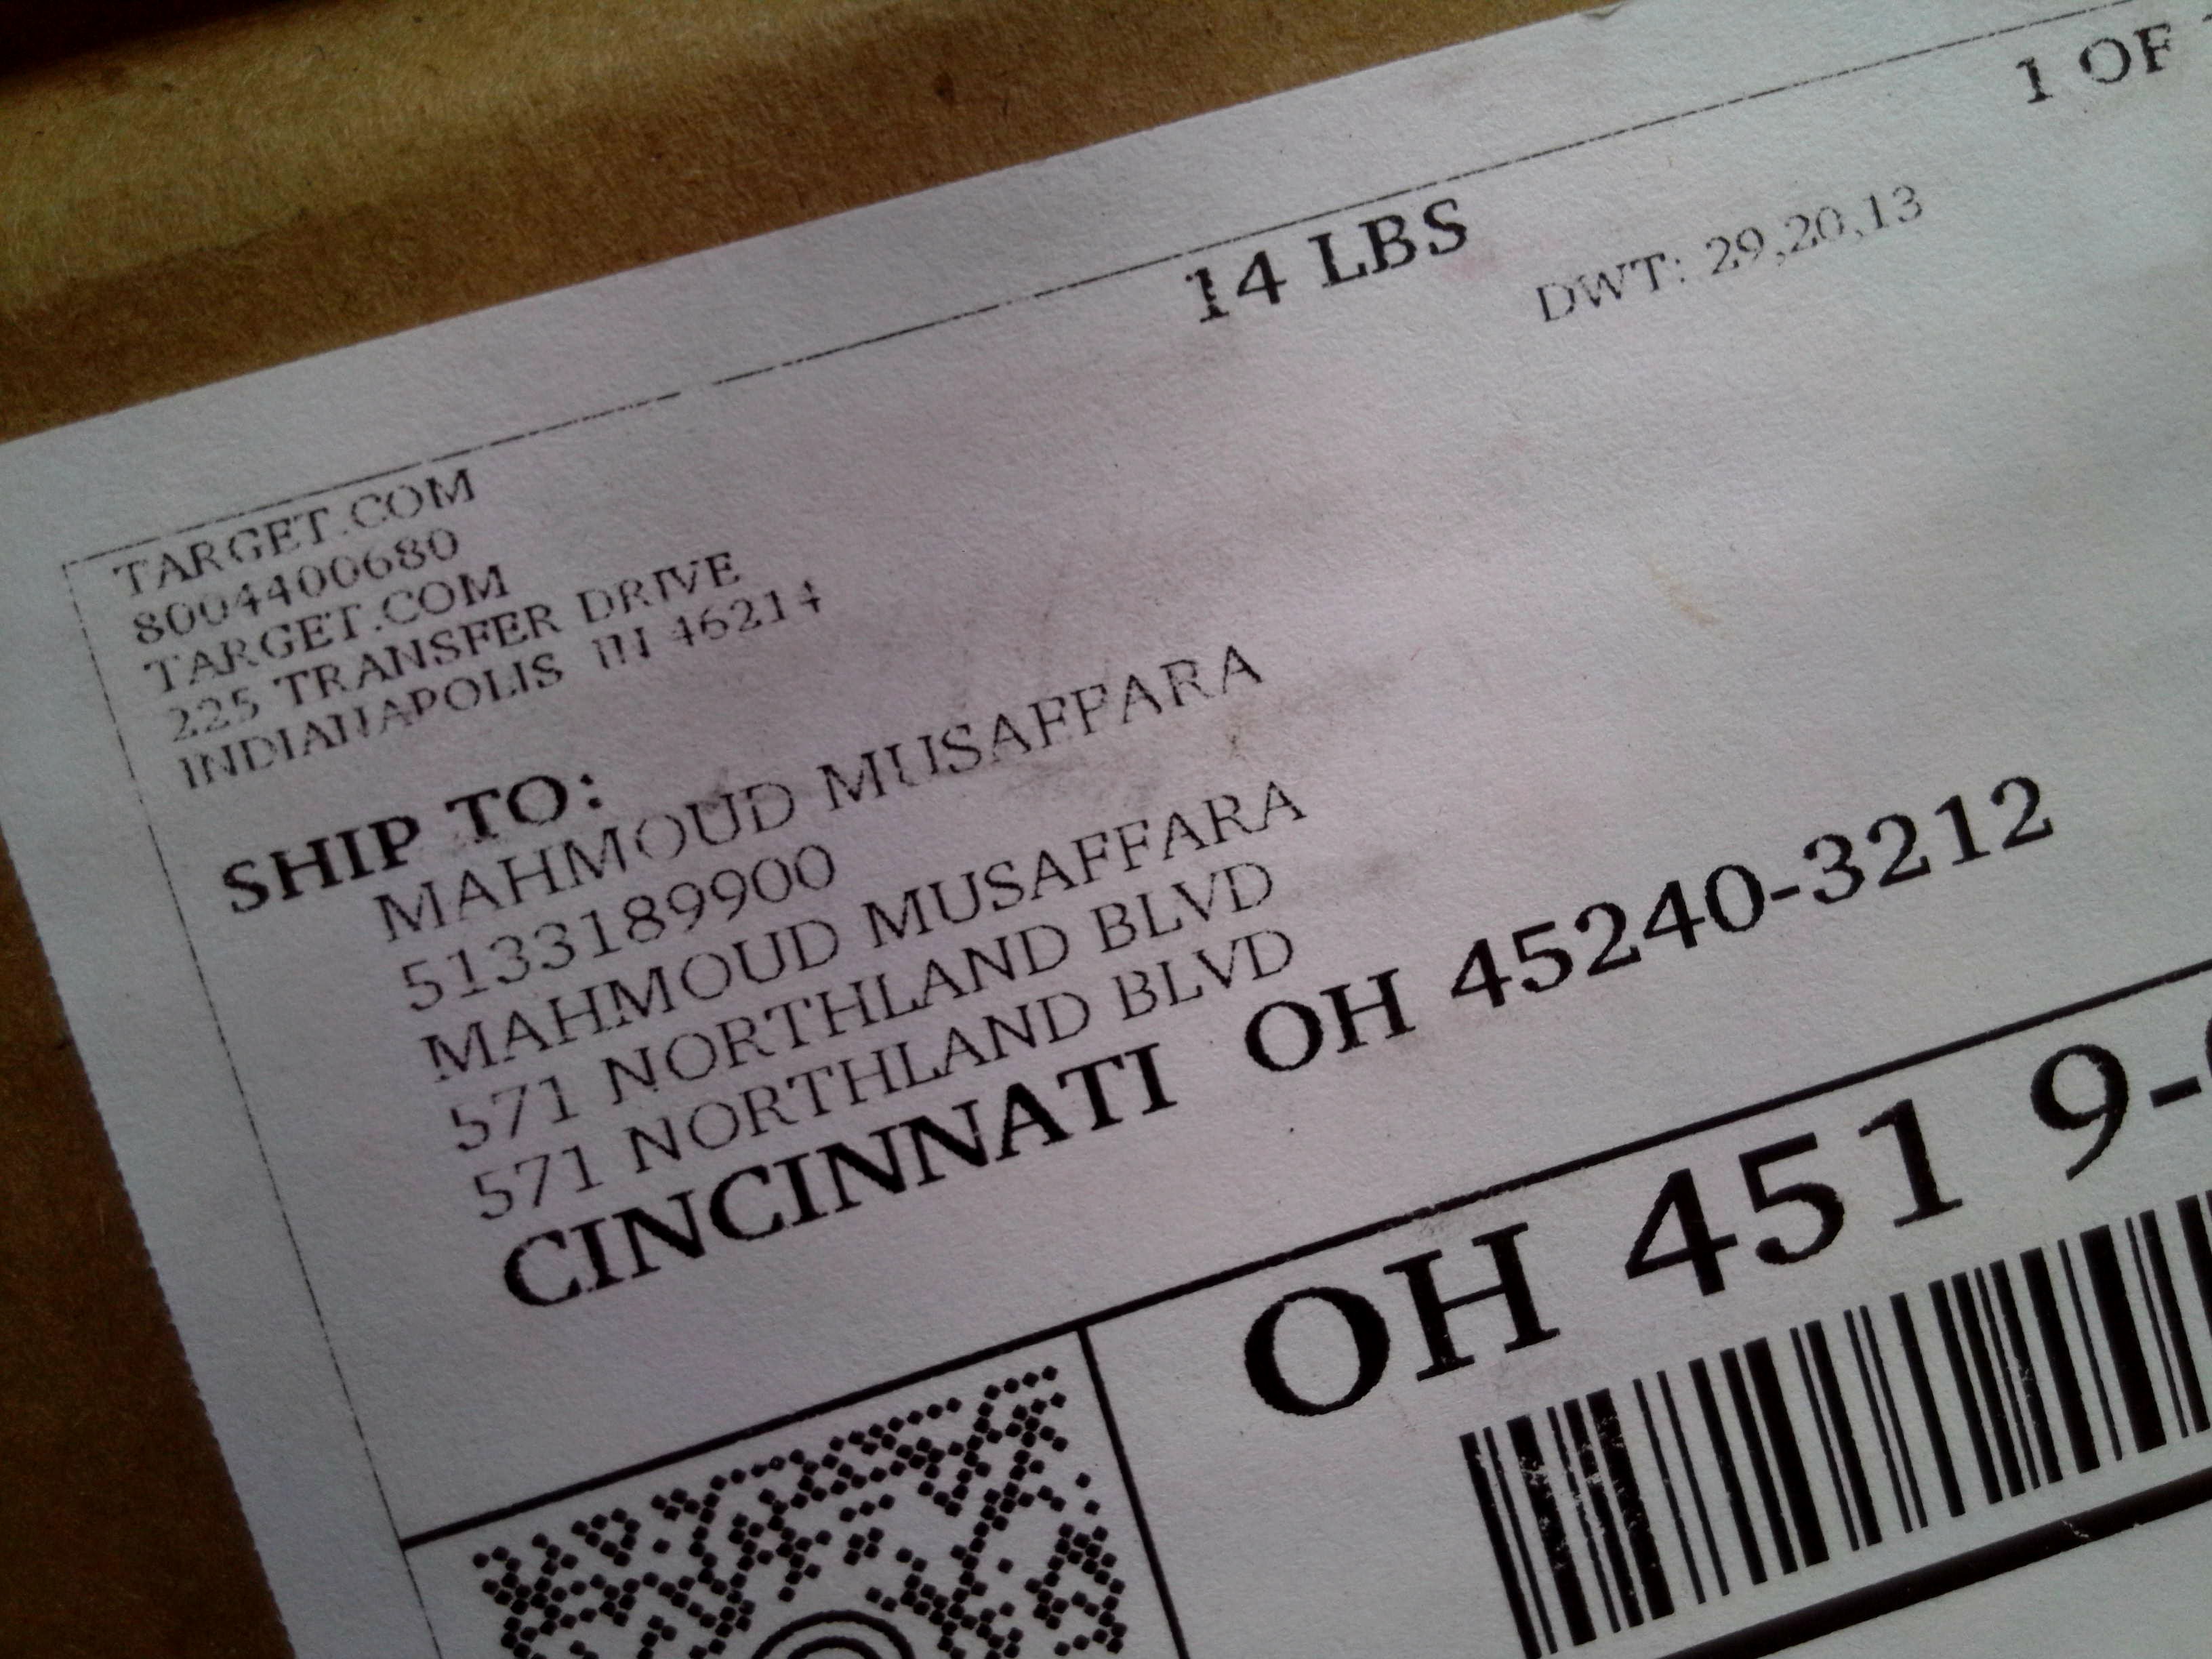 1 OF
14 LBS
DWT: 29,20,13
TARGET.COM
8004400680
TARGET.COM
225 TRANSFER DRIVE
INDIANAPOLIS IN 46214
SHIP TO:
MAHMOUD MUSAFFARA
5133189900
MAHMOUD MUSAFFARA
571 NORTHLAND BLVD
571 NORTHLAND BLVD
CINCINNATI OH 45240-3212
OH 451 9-